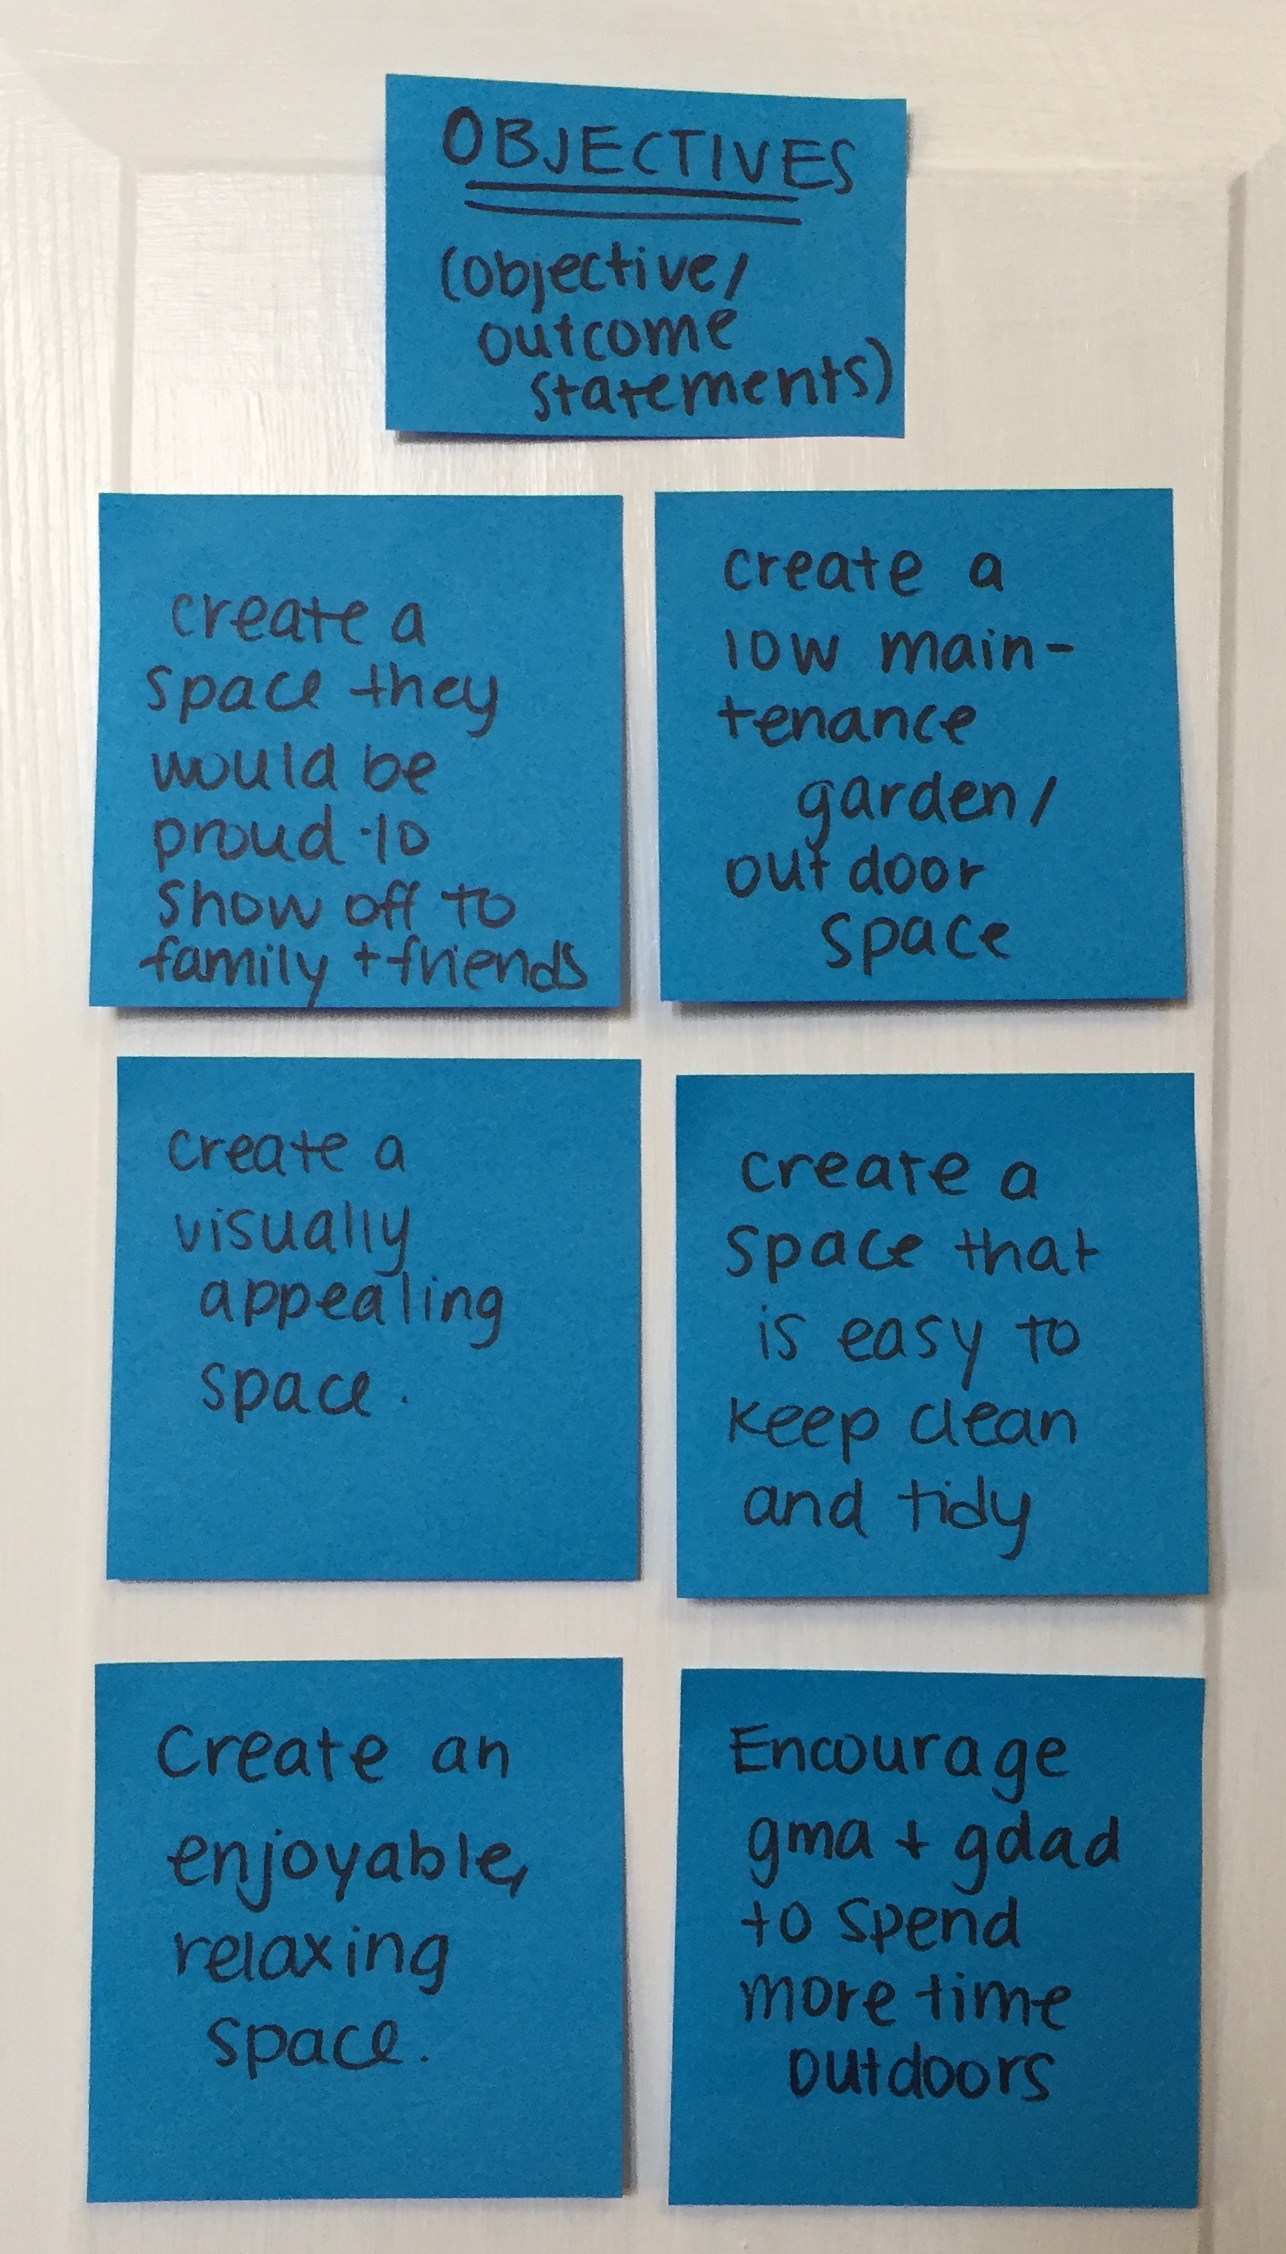 OBJECTIVES
(objective/
outcome
statements)
create a
space they
would be
proud to
show off to
family + friends
create a
low main-
tenance
garden/
outdoor
space
create a
visually
appealing
space.
create a
space that
is easy to
keep clean
and tidy
Create an
enjoyable,
relaxing
space.
Encourage
gma + gdad
to spend
more time
outdoors